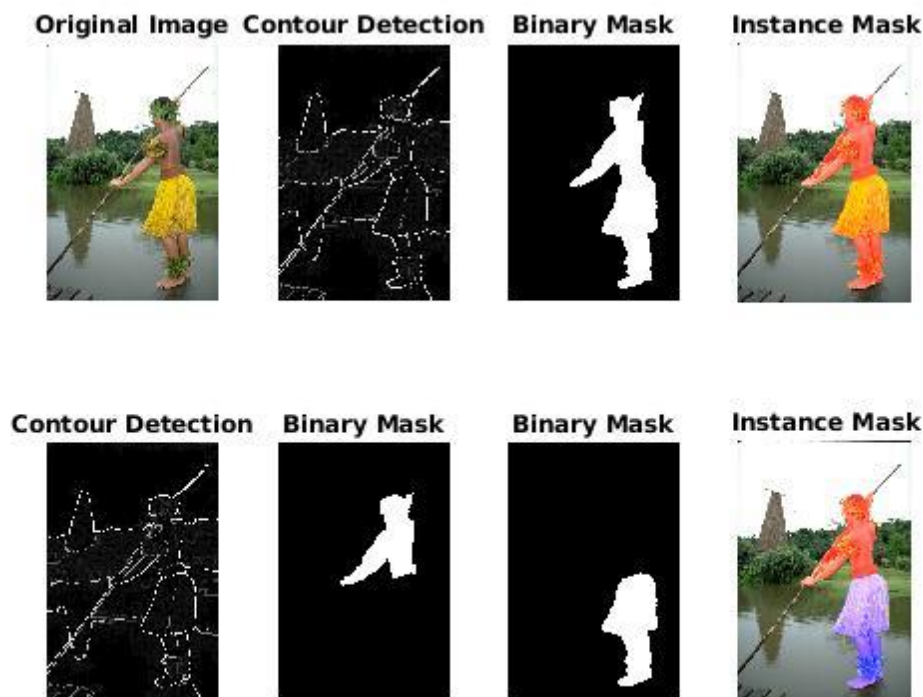 Original Image Contour Detection Binary Mask Instance Mask
Contour Detection Binary Mask Binary Mask Instance Mask